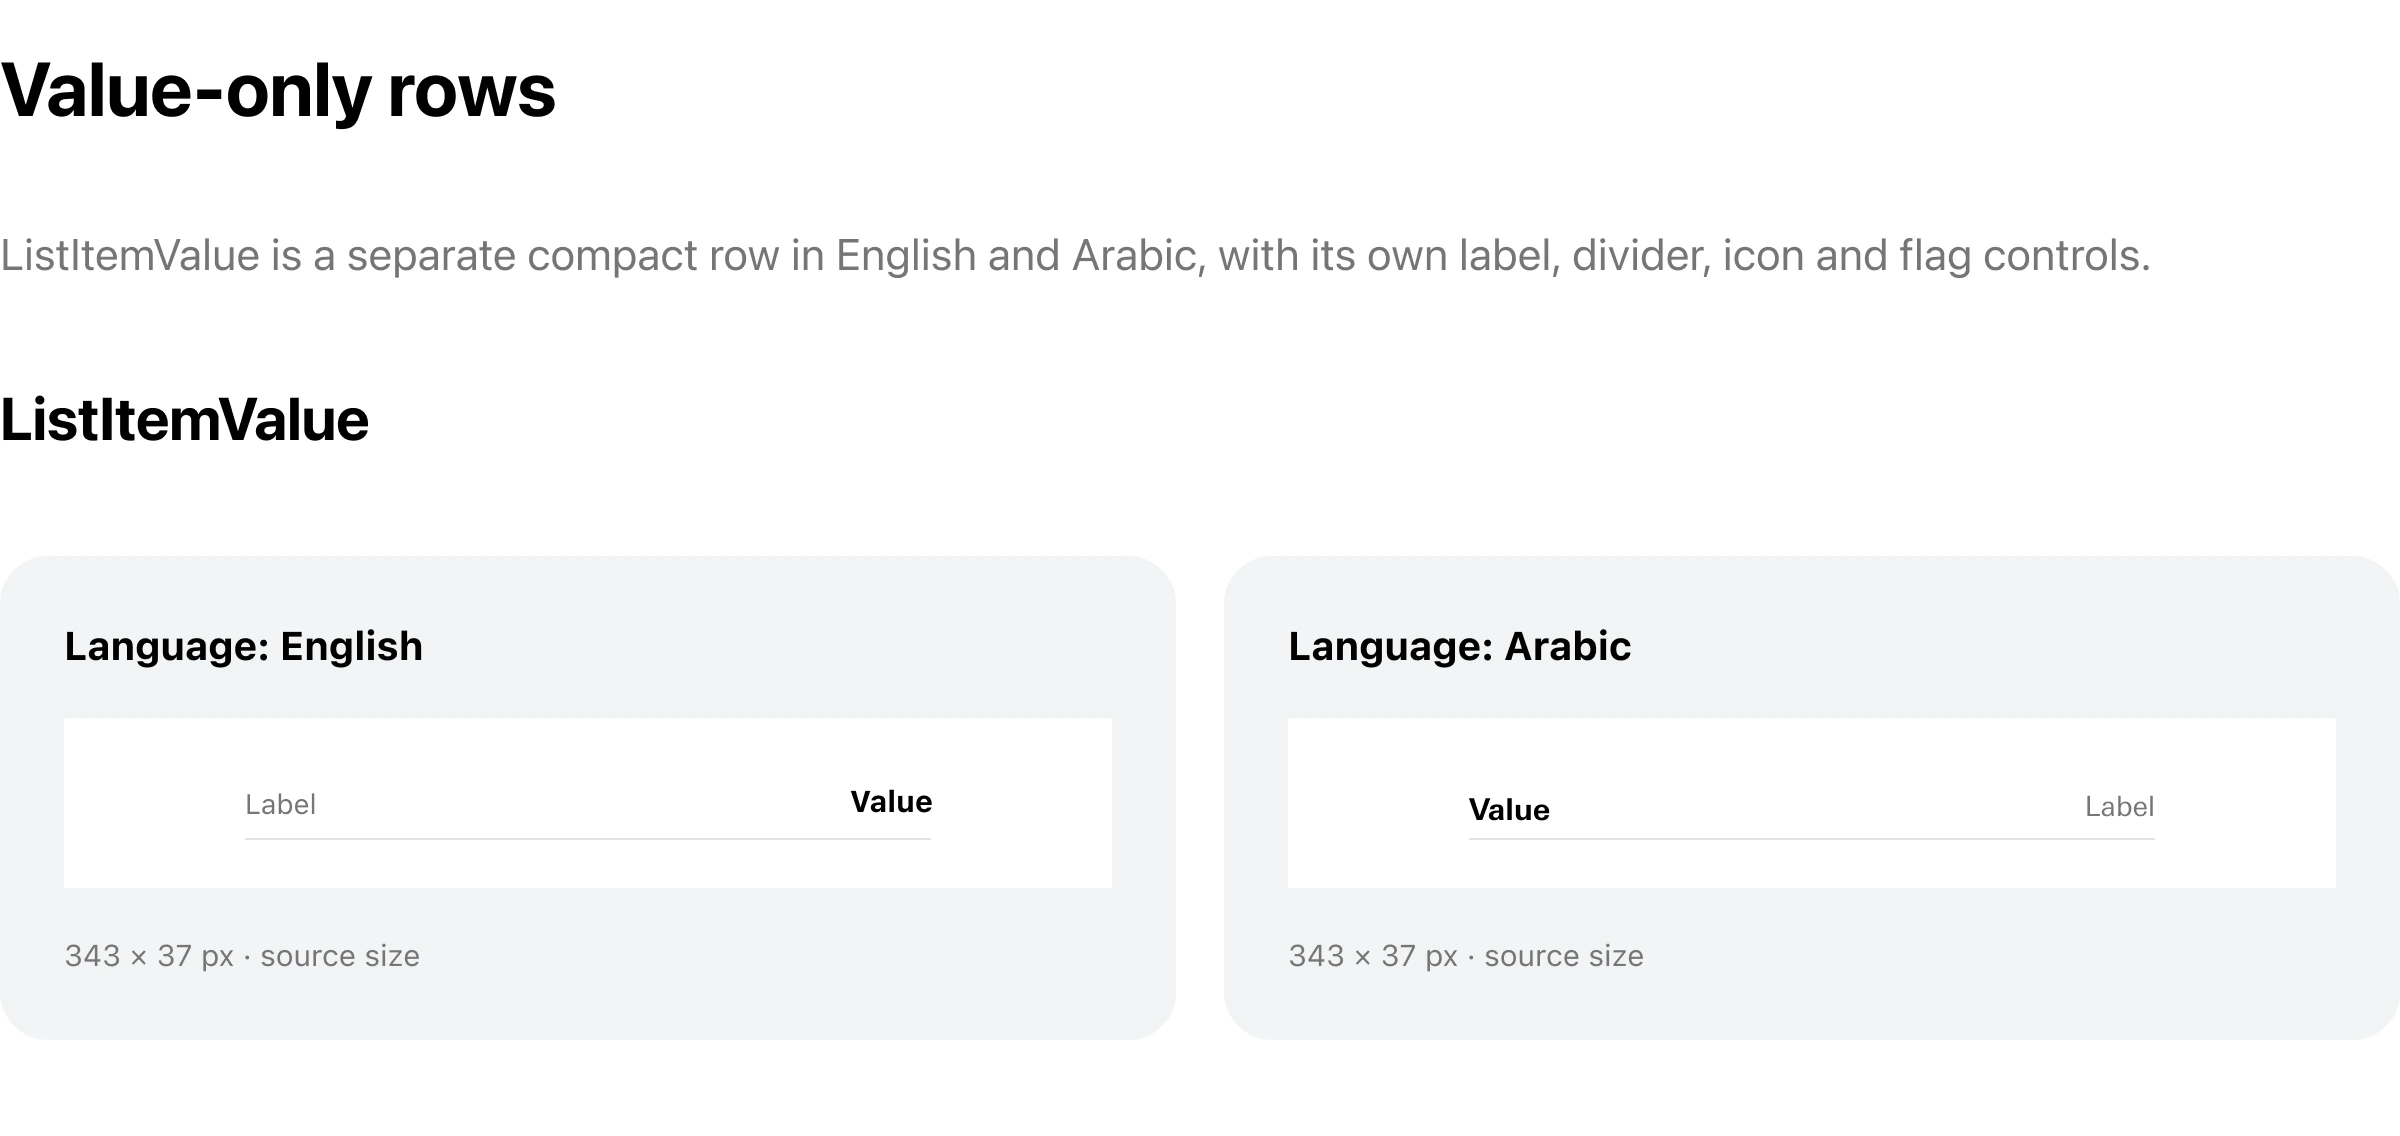 Value-only rows
ListItemValue is a separate compact row in English and Arabic, with its own label, divider, icon and flag controls.
ListItemValue
Language: English
Label Value
343 × 37 px · source size
Language: Arabic
Value Label
343 × 37 px · source size